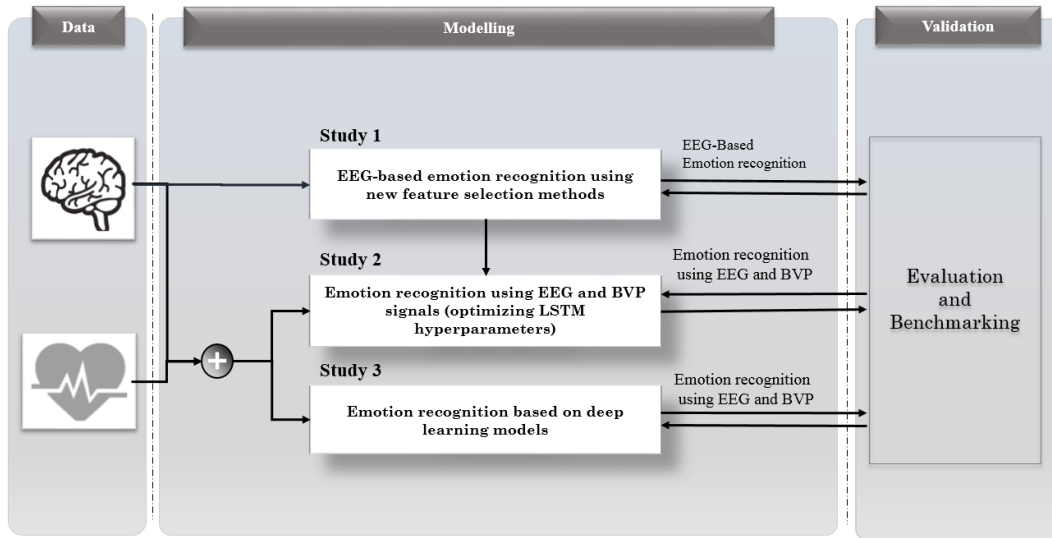 Data
Modelling
Validation
Study 1
EEG-based emotion recognition using
new feature selection methods
EEG-Based
Emotion recognition
Study 2
Emotion recognition using EEG and BVP
signals (optimizing LSTM
hyperparameters)
Emotion recognition
using EEG and BVP
Study 3
Emotion recognition based on deep
learning models
Emotion recognition
using EEG and BVP
Evaluation
and
Benchmarking